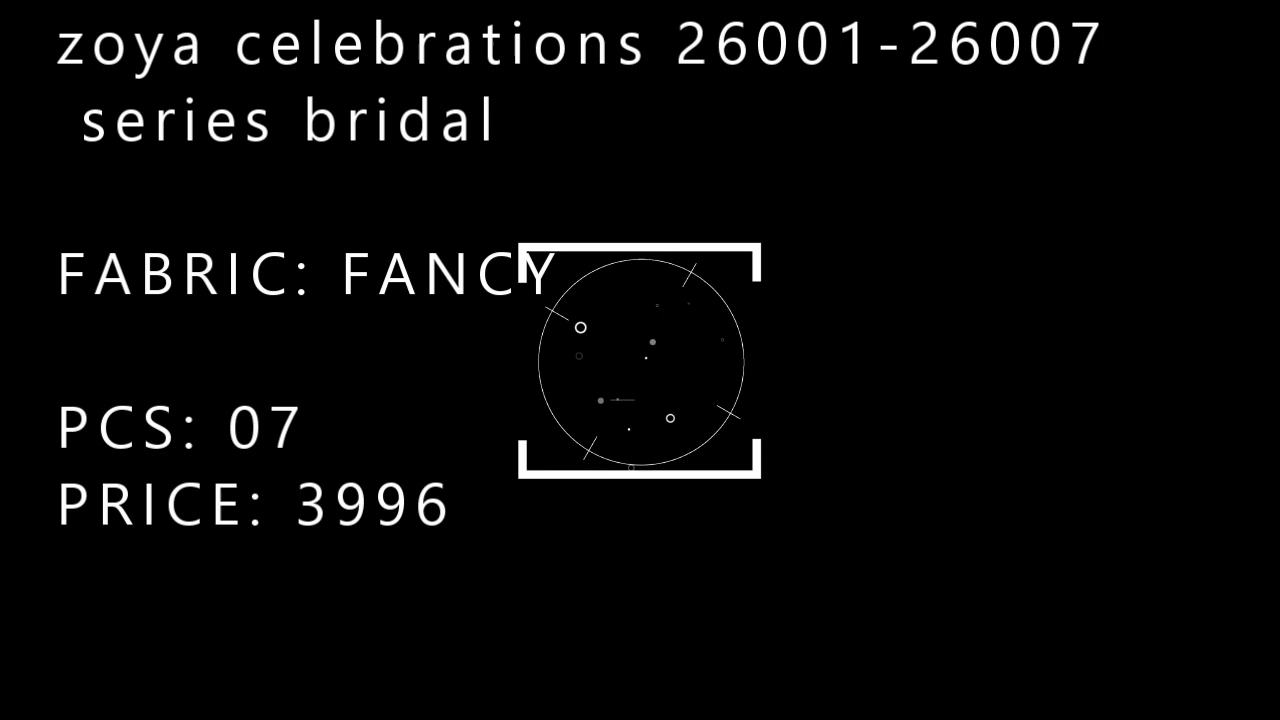 zoya celebrations 26001-26007
series bridal
FABRIC: FANCY
PCS: 07
PRICE: 3996